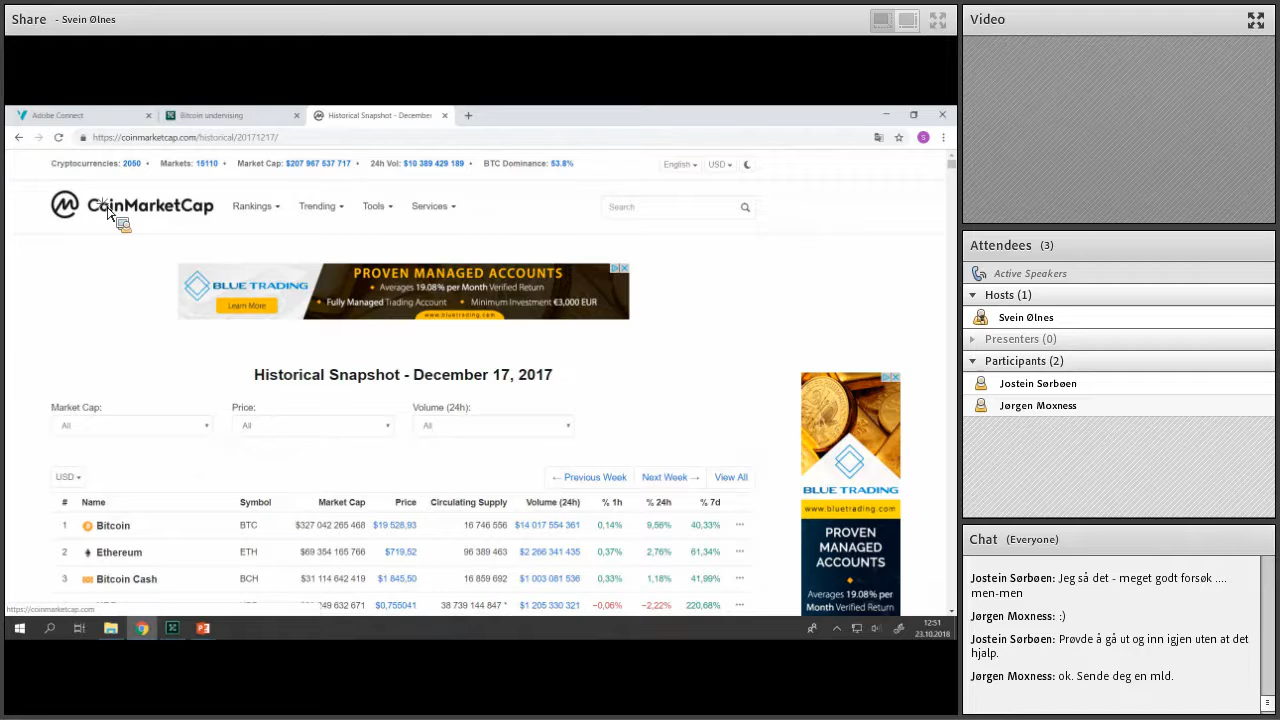 Share - Svein Ølnes
Adobe Connect
Bitcoin undervising
Historical Snapshot - December
https://coinmarketcap.com/historical/20171217/
Cryptocurrencies: 2050 • Markets: 15110 • Market Cap: $207 967 537 717 • 24h Vol: $10 389 429 189 • BTC Dominance: 53.8%
English USD
CoinMarketCap Rankings Trending Tools Services Search
BLUE TRADING
Learn More
PROVEN MANAGED ACCOUNTS
• Averages 19.08% per Month Verified Return
• Fully Managed Trading Account • Minimum Investment €3,000 EUR
www.bluetrading.com
Historical Snapshot - December 17, 2017
Market Cap: Price: Volume (24h):
All All All
USD ← Previous Week Next Week → View All
# Name Symbol Market Cap Price Circulating Supply Volume (24h) % 1h % 24h % 7d
1 Bitcoin BTC $327 042 265 468 $19 528,93 16 746 556 $14 017 554 361 0,14% 9,56% 40,33% ...
2 Ethereum ETH $69 354 165 766 $719,52 96 389 463 $2 266 341 435 0,37% 2,76% 61,34% ...
3 Bitcoin Cash BCH $31 114 642 419 $1 845,50 16 859 692 $1 003 081 536 0,33% 1,18% 41,99% ...
649 632 671 $0,755041 38 739 144 847 * $1 205 330 321 −0,06% −2,22% 220,68% ...
https://coinmarketcap.com
BLUE TRADING
www.bluetrading.com
PROVEN
MANAGED
ACCOUNTS
Averages 19.08% per
Month Verified Return
12:51
23.10.2018
Video
Attendees (3)
Active Speakers
Hosts (1)
Svein Ølnes
Presenters (0)
Participants (2)
Jostein Sørbøen
Jørgen Moxness
Chat (Everyone)
Jostein Sørbøen: Jeg så det - meget godt forsøk ....
men-men
Jørgen Moxness: :)
Jostein Sørbøen: Prøvde å gå ut og inn igjen uten at det
hjalp.
Jørgen Moxness: ok. Sende deg en mld.